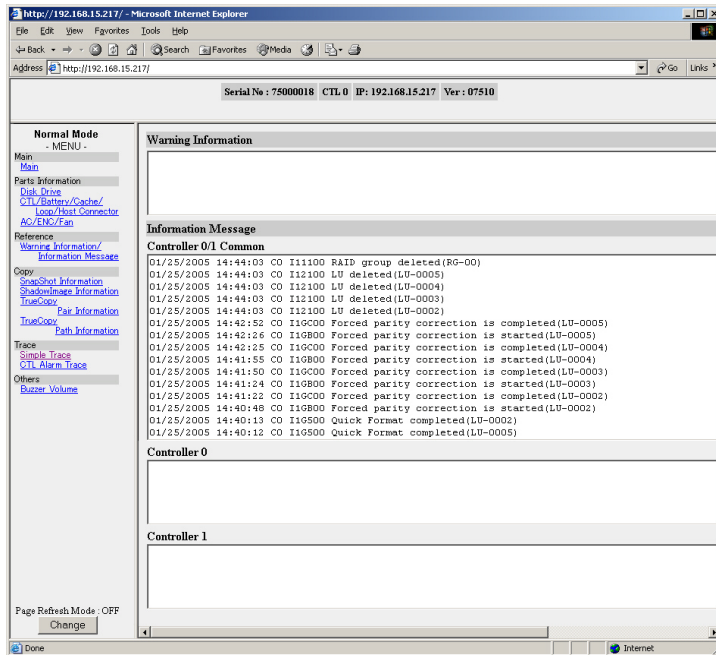 http://192.168.15.217/ - Microsoft Internet Explorer
File Edit View Favorites Tools Help
Back Search Favorites Media
Address http://192.168.15.217/ Go Links »
Serial No : 75000018 CTL 0 IP: 192.168.15.217 Ver : 07510
Normal Mode
- MENU -
Main
Main
Parts Information
Disk Drive
CTL/Battery/Cache/
Loop/Host Connector
AC/ENC/Fan
Reference
Warning Information/
Information Message
Copy
SnapShot Information
ShadowImage Information
TrueCopy
Pair Information
TrueCopy
Path Information
Trace
Simple Trace
CTL Alarm Trace
Others
Buzzer Volume
Page Refresh Mode : OFF
Change
Warning Information
Information Message
Controller 0/1 Common
01/25/2005 14:44:03 C0 I11100 RAID group deleted(RG-00)
01/25/2005 14:44:03 C0 I12100 LU deleted(LU-0005)
01/25/2005 14:44:03 C0 I12100 LU deleted(LU-0004)
01/25/2005 14:44:03 C0 I12100 LU deleted(LU-0003)
01/25/2005 14:44:03 C0 I12100 LU deleted(LU-0002)
01/25/2005 14:42:52 C0 I1GC00 Forced parity correction is completed(LU-0005)
01/25/2005 14:42:26 C0 I1GB00 Forced parity correction is started(LU-0005)
01/25/2005 14:42:25 C0 I1GC00 Forced parity correction is completed(LU-0004)
01/25/2005 14:41:55 C0 I1GB00 Forced parity correction is started(LU-0004)
01/25/2005 14:41:50 C0 I1GC00 Forced parity correction is completed(LU-0003)
01/25/2005 14:41:24 C0 I1GB00 Forced parity correction is started(LU-0003)
01/25/2005 14:41:22 C0 I1GC00 Forced parity correction is completed(LU-0002)
01/25/2005 14:40:48 C0 I1GB00 Forced parity correction is started(LU-0002)
01/25/2005 14:40:13 C0 I1G500 Quick Format completed(LU-0002)
01/25/2005 14:40:12 C0 I1G500 Quick Format completed(LU-0005)
Controller 0
Controller 1
Done Internet